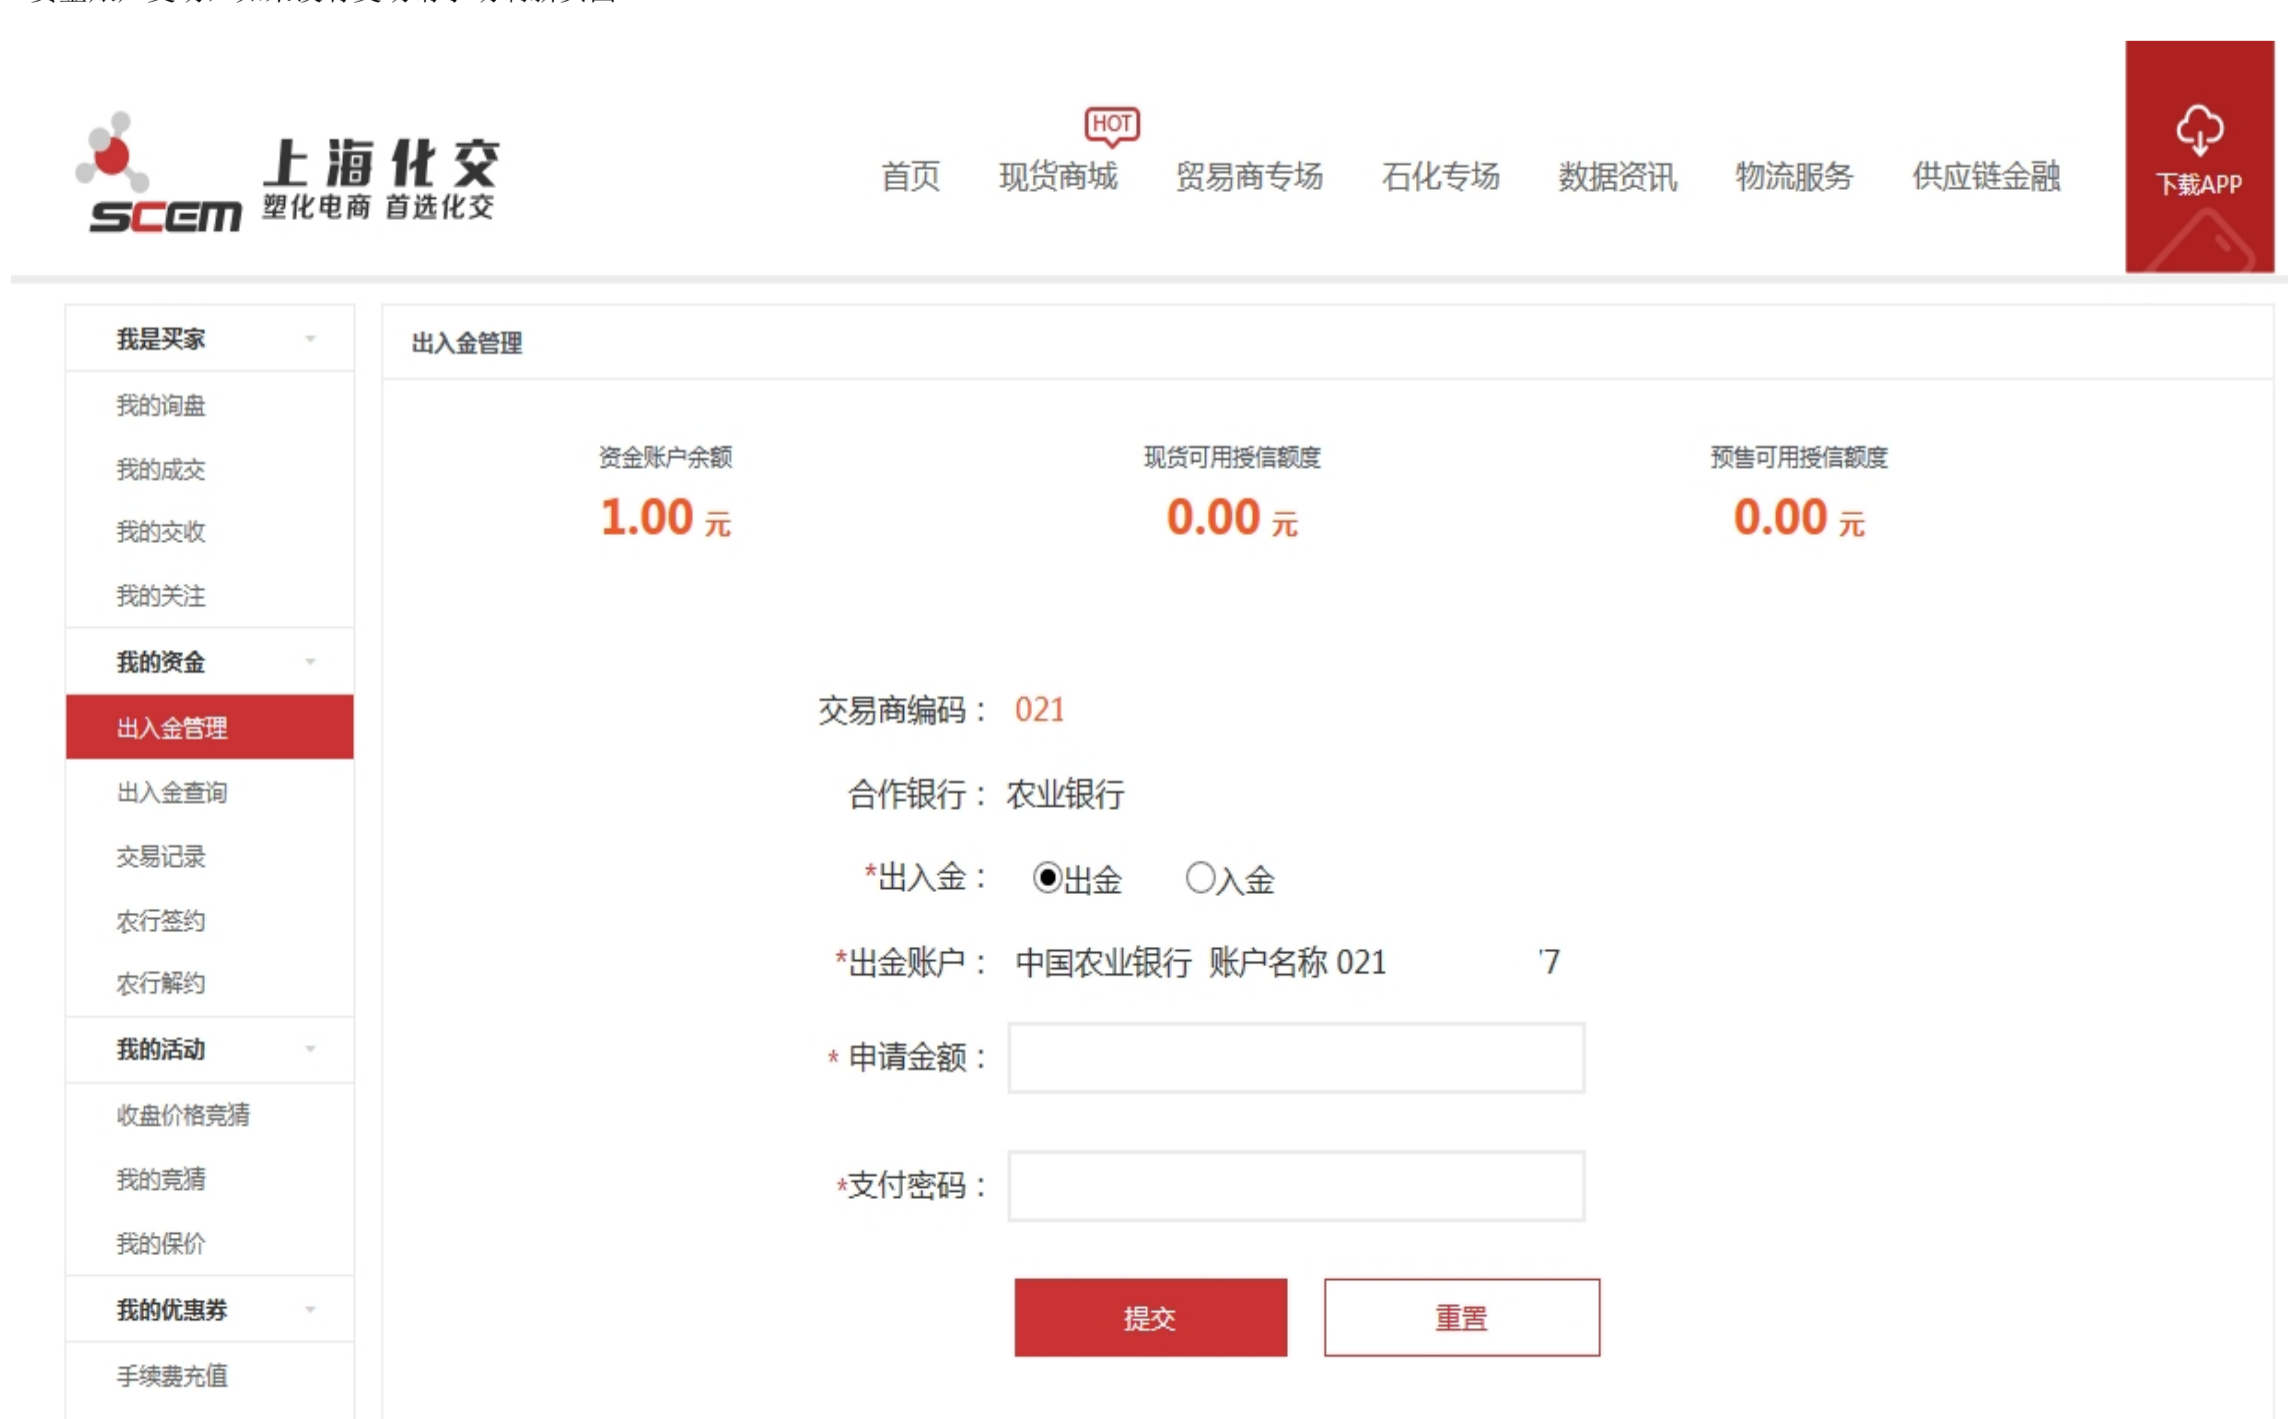 HOT
上海化交
SCEM 塑化电商 首选化交
首页 现货商城 贸易商专场 石化专场 数据资讯 物流服务 供应链金融
下载APP
我是买家
我的询盘
我的成交
我的交收
我的关注
我的资金
出入金管理
出入金查询
交易记录
农行签约
农行解约
我的活动
收盘价格竞猜
我的竞猜
我的保价
我的优惠券
手续费充值
出入金管理
资金账户余额 现货可用授信额度 预售可用授信额度
1.00 元 0.00 元 0.00 元
交易商编码： 021
合作银行： 农业银行
*出入金： 出金 入金
*出金账户： 中国农业银行 账户名称 021 7
* 申请金额：
*支付密码：
提交 重置